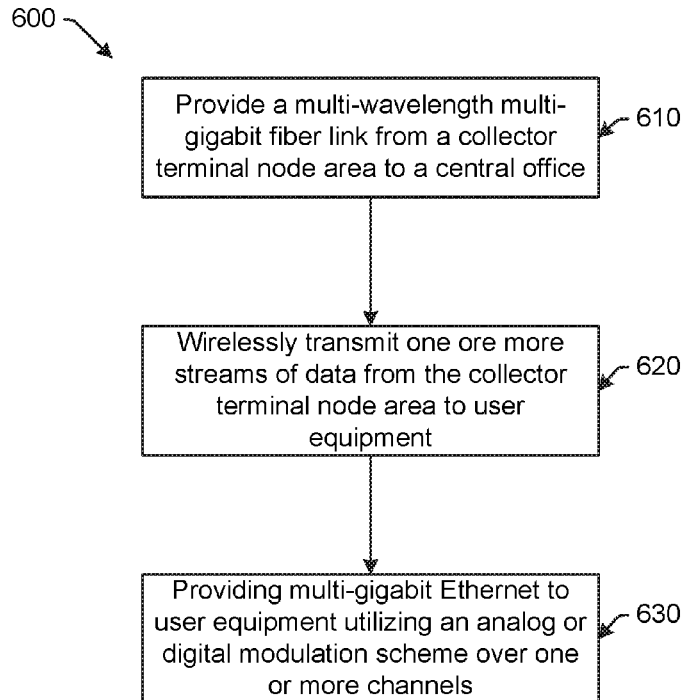 600
Provide a multi-wavelength multi-
gigabit fiber link from a collector
terminal node area to a central office
610
Wirelessly transmit one ore more
streams of data from the collector
terminal node area to user
equipment
620
Providing multi-gigabit Ethernet to
user equipment utilizing an analog or
digital modulation scheme over one
or more channels
630